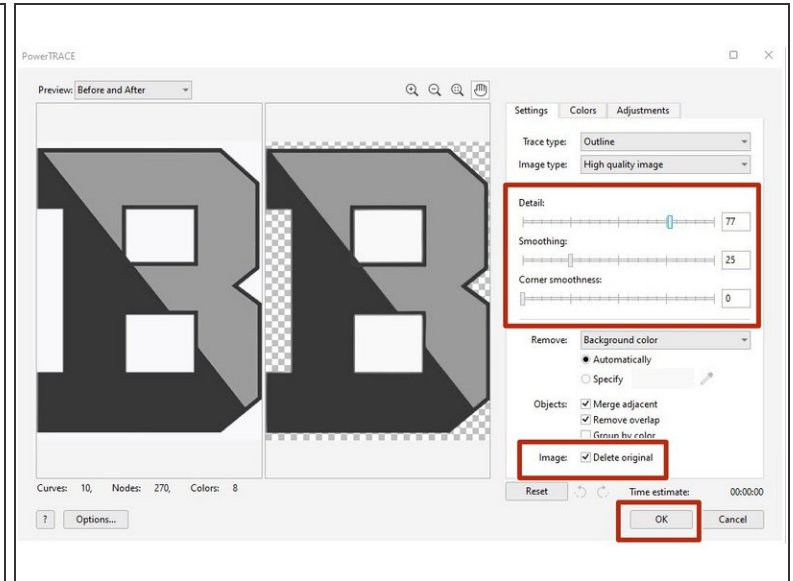 PowerTRACE
Preview: Before and After
Settings Colors Adjustments
Trace type: Outline
Image type: High quality image
Detail:
77
Smoothing:
25
Corner smoothness:
0
Remove: Background color
Automatically
Specify
Objects: Merge adjacent
Remove overlap
Group by color
Image: Delete original
Curves: 10, Nodes: 270, Colors: 8
Reset Time estimate: 00:00:00
? Options... OK Cancel
B B